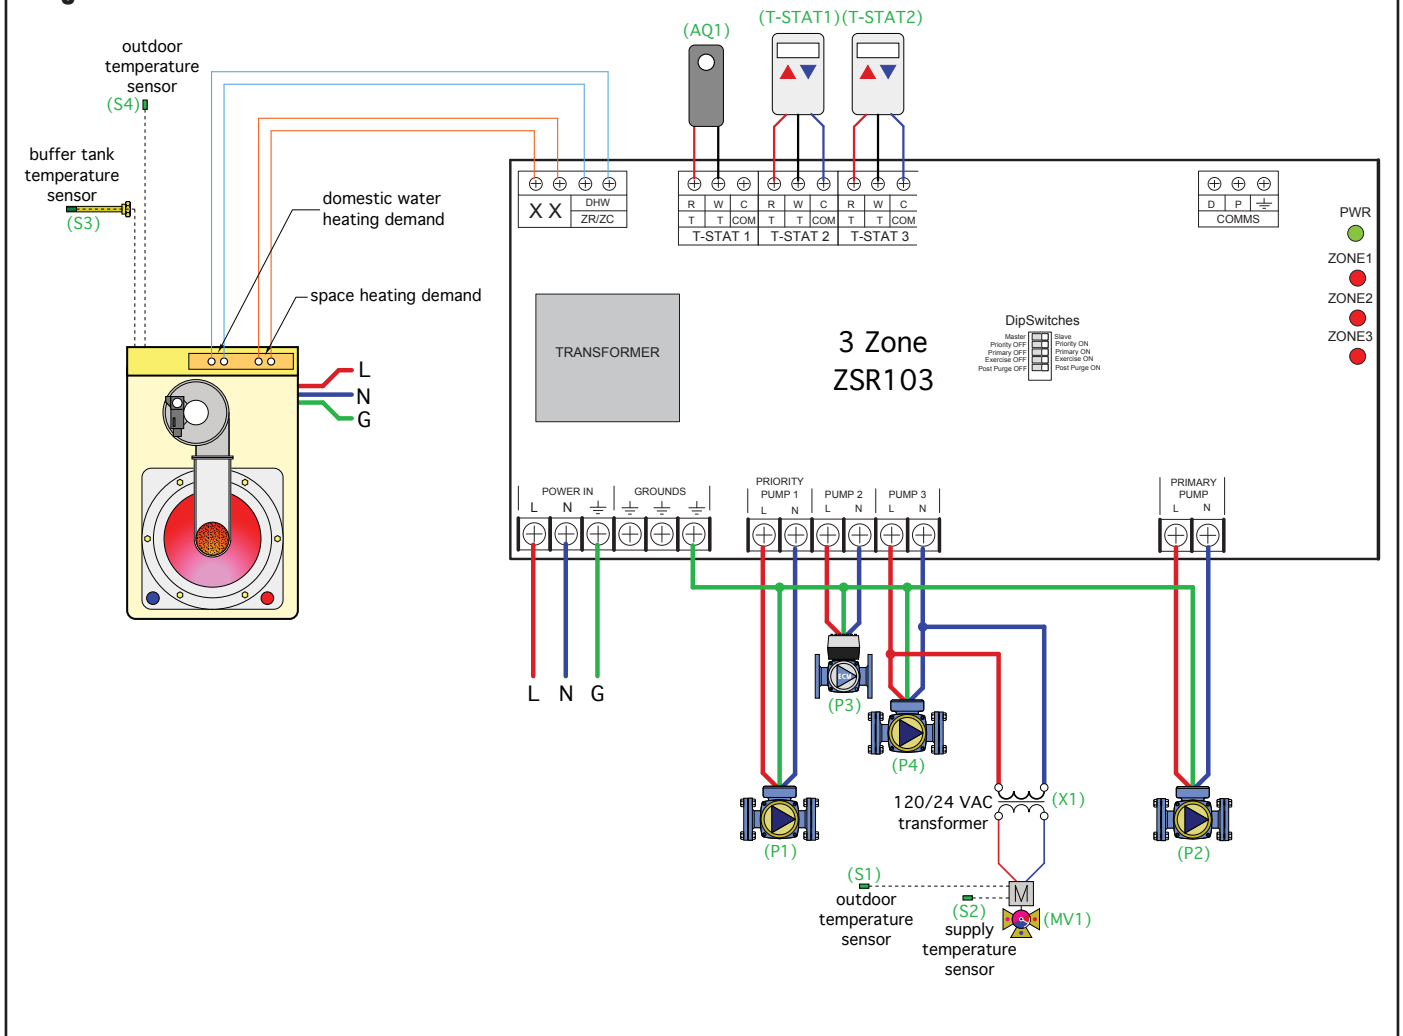 (T-STAT1) (T-STAT2)
(AQ1)
outdoor
temperature
sensor
(S4)
buffer tank
temperature
sensor
(S3)
domestic water
heating demand
space heating demand
L
N
G
X X
DHW
ZR/ZC
R W C
T T COM
T-STAT 1
R W C
T T COM
T-STAT 2
R W C
T T COM
T-STAT 3
D P
COMMS
PWR
ZONE1
ZONE2
ZONE3
TRANSFORMER
3 Zone
ZSR103
DipSwitches
Master Slave
Priority OFF Priority ON
Primary OFF Primary ON
Exercise OFF Exercise ON
Post Purge OFF Post Purge ON
POWER IN
L N
GROUNDS
PRIORITY
PUMP 1
L N
PUMP 2
L N
PUMP 3
L N
PRIMARY
PUMP
L N
L N G
ECM
(P3)
(P4)
(P1)
(P2)
120/24 VAC
transformer
(X1)
(S1)
outdoor
temperature
sensor
(S2)
supply
temperature
sensor
M
(MV1)